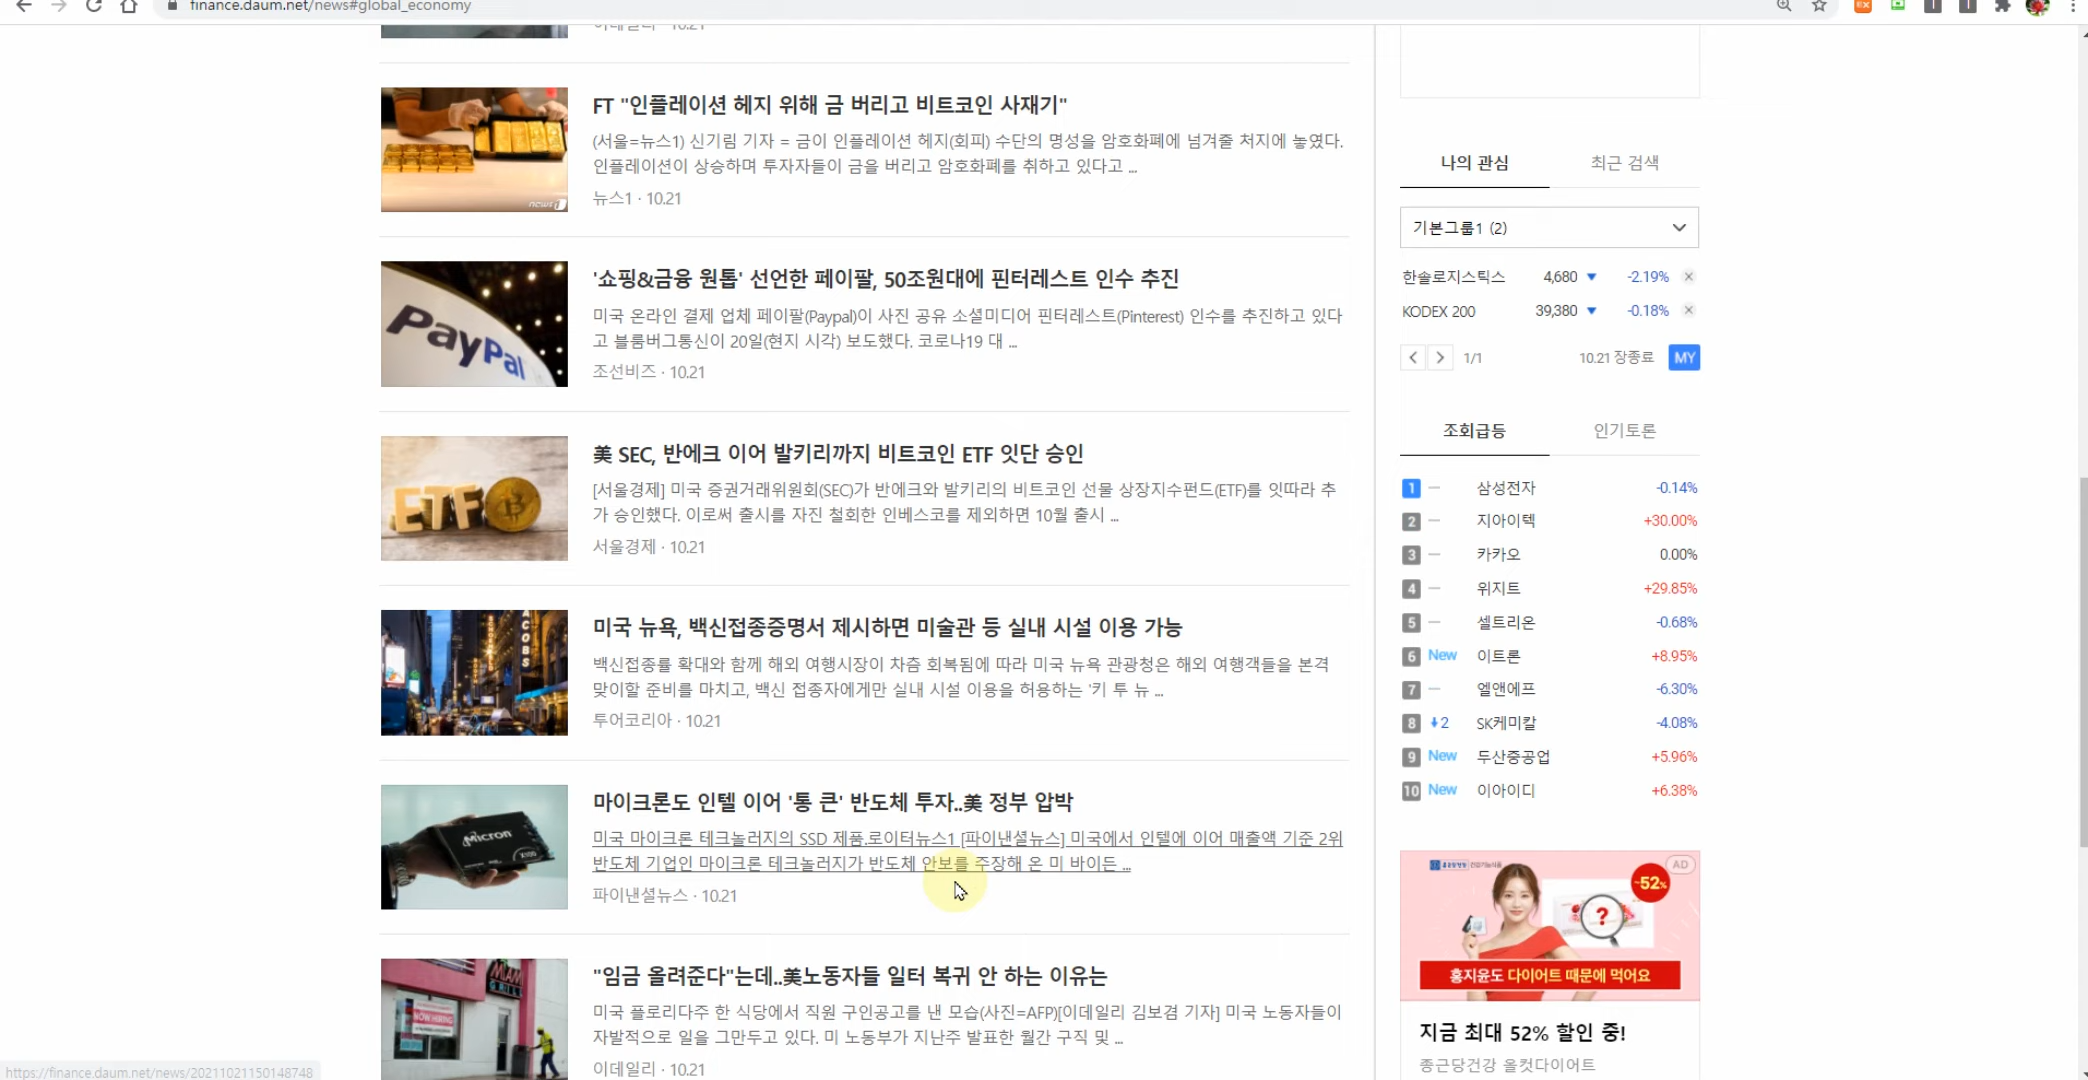 finance.daum.net/news#global_economy
이데일리 · 10.21
FT "인플레이션 헤지 위해 금 버리고 비트코인 사재기"
(서울=뉴스1) 신기림 기자 = 금이 인플레이션 헤지(회피) 수단의 명성을 암호화폐에 넘겨줄 처지에 놓였다.
인플레이션이 상승하며 투자자들이 금을 버리고 암호화폐를 취하고 있다고 ...
뉴스1 · 10.21
news1
'쇼핑&금융 원톱' 선언한 페이팔, 50조원대에 핀터레스트 인수 추진
미국 온라인 결제 업체 페이팔(Paypal)이 사진 공유 소셜미디어 핀터레스트(Pinterest) 인수를 추진하고 있다
고 블룸버그통신이 20일(현지 시각) 보도했다. 코로나19 대 ...
조선비즈 · 10.21
PayPal
美 SEC, 반에크 이어 발키리까지 비트코인 ETF 잇단 승인
[서울경제] 미국 증권거래위원회(SEC)가 반에크와 발키리의 비트코인 선물 상장지수펀드(ETF)를 잇따라 추
가 승인했다. 이로써 출시를 자진 철회한 인베스코를 제외하면 10월 출시 ...
서울경제 · 10.21
ETF
미국 뉴욕, 백신접종증명서 제시하면 미술관 등 실내 시설 이용 가능
백신접종률 확대와 함께 해외 여행시장이 차츰 회복됨에 따라 미국 뉴욕 관광청은 해외 여행객들을 본격
맞이할 준비를 마치고, 백신 접종자에게만 실내 시설 이용을 허용하는 '키 투 뉴 ...
투어코리아 · 10.21
ACOBS
마이크론도 인텔 이어 '통 큰' 반도체 투자..美 정부 압박
미국 마이크론 테크놀러지의 SSD 제품.로이터뉴스1 [파이낸셜뉴스] 미국에서 인텔에 이어 매출액 기준 2위
반도체 기업인 마이크론 테크놀러지가 반도체 안보를 주장해 온 미 바이든 ...
파이낸셜뉴스 · 10.21
Micron
X100
"임금 올려준다"는데..美노동자들 일터 복귀 안 하는 이유는
미국 플로리다주 한 식당에서 직원 구인공고를 낸 모습(사진=AFP)[이데일리 김보겸 기자] 미국 노동자들이
자발적으로 일을 그만두고 있다. 미 노동부가 지난주 발표한 월간 구직 및 ...
이데일리 · 10.21
MIAMI
NOW HIRING
https://finance.daum.net/news/20211021150148748
나의 관심 최근 검색
기본그룹1 (2)
한솔로지스틱스 4,680 ▼ -2.19% ×
KODEX 200 39,380 ▼ -0.18% ×
< > 1/1 10.21 장종료 MY
조회급등 인기토론
1 – 삼성전자 -0.14%
2 – 지아이텍 +30.00%
3 – 카카오 0.00%
4 – 위지트 +29.85%
5 – 셀트리온 -0.68%
6 New 이트론 +8.95%
7 – 엘앤에프 -6.30%
8 ↓2 SK케미칼 -4.08%
9 New 두산중공업 +5.96%
10 New 이아이디 +6.38%
AD
~52%
?
홍지윤도 다이어트 때문에 먹어요
지금 최대 52% 할인 중!
종근당건강 올컷다이어트